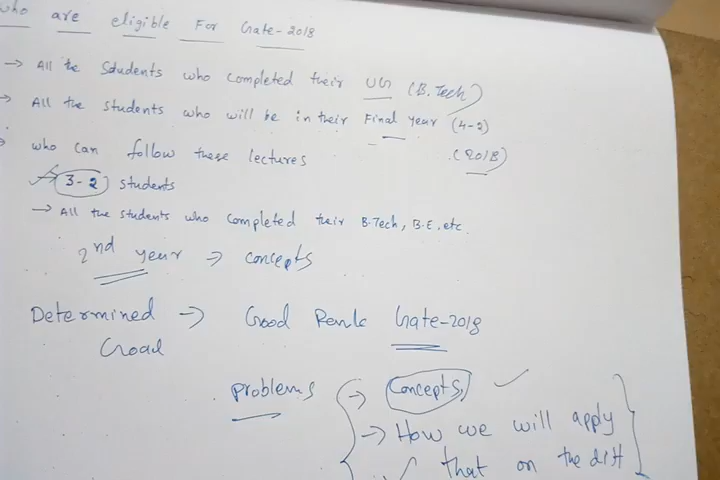 who are eligible For Gate-2018
→ All the Students who completed their UG (B.Tech)
→ All the students who will be in their Final year (4-2)
(2018)
who can follow these lectures
→ 3-2 students
→ All the students who completed their B.Tech, B.E. etc.
2nd year → concepts
Determined → Good Rank Gate-2018
Goal
problems → Concepts, ✓
→ How we will apply
✓ that on the diff